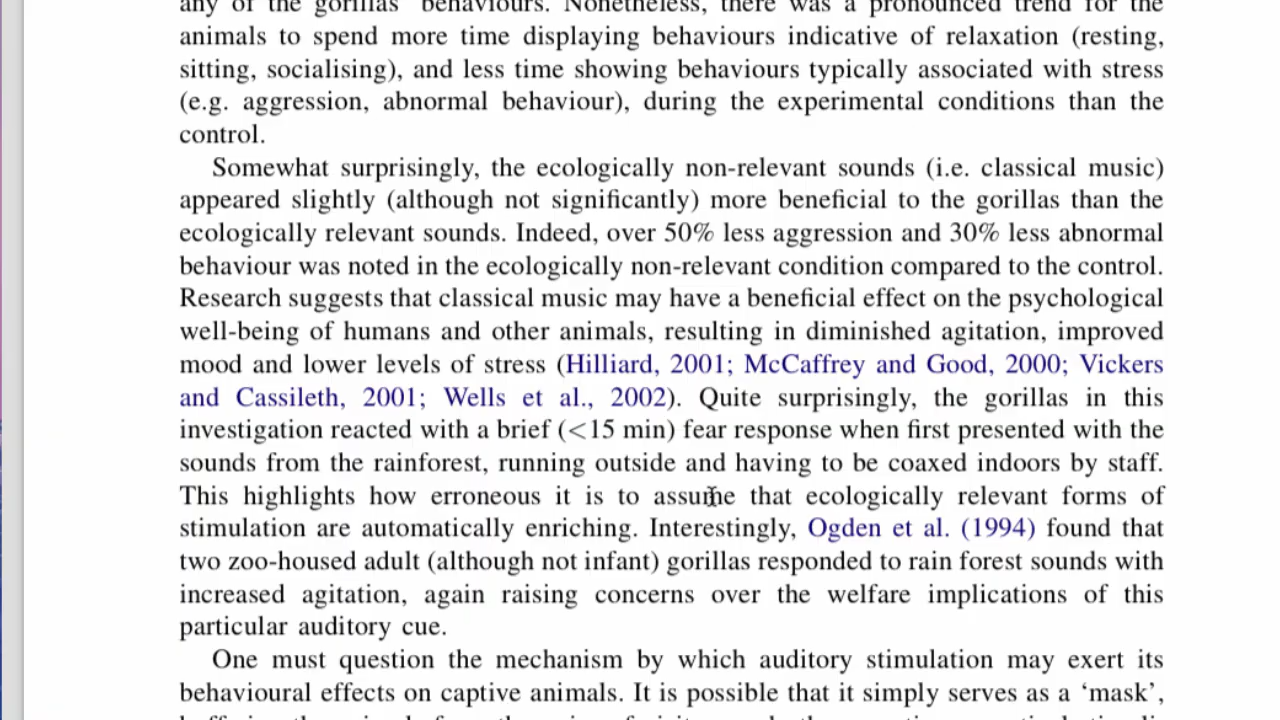 any of the gorillas' behaviours. Nonetheless, there was a pronounced trend for the
animals to spend more time displaying behaviours indicative of relaxation (resting,
sitting, socialising), and less time showing behaviours typically associated with stress
(e.g. aggression, abnormal behaviour), during the experimental conditions than the
control.
Somewhat surprisingly, the ecologically non-relevant sounds (i.e. classical music)
appeared slightly (although not significantly) more beneficial to the gorillas than the
ecologically relevant sounds. Indeed, over 50% less aggression and 30% less abnormal
behaviour was noted in the ecologically non-relevant condition compared to the control.
Research suggests that classical music may have a beneficial effect on the psychological
well-being of humans and other animals, resulting in diminished agitation, improved
mood and lower levels of stress (Hilliard, 2001; McCaffrey and Good, 2000; Vickers
and Cassileth, 2001; Wells et al., 2002). Quite surprisingly, the gorillas in this
investigation reacted with a brief (<15 min) fear response when first presented with the
sounds from the rainforest, running outside and having to be coaxed indoors by staff.
This highlights how erroneous it is to assume that ecologically relevant forms of
stimulation are automatically enriching. Interestingly, Ogden et al. (1994) found that
two zoo-housed adult (although not infant) gorillas responded to rain forest sounds with
increased agitation, again raising concerns over the welfare implications of this
particular auditory cue.
One must question the mechanism by which auditory stimulation may exert its
behavioural effects on captive animals. It is possible that it simply serves as a ‘mask’,